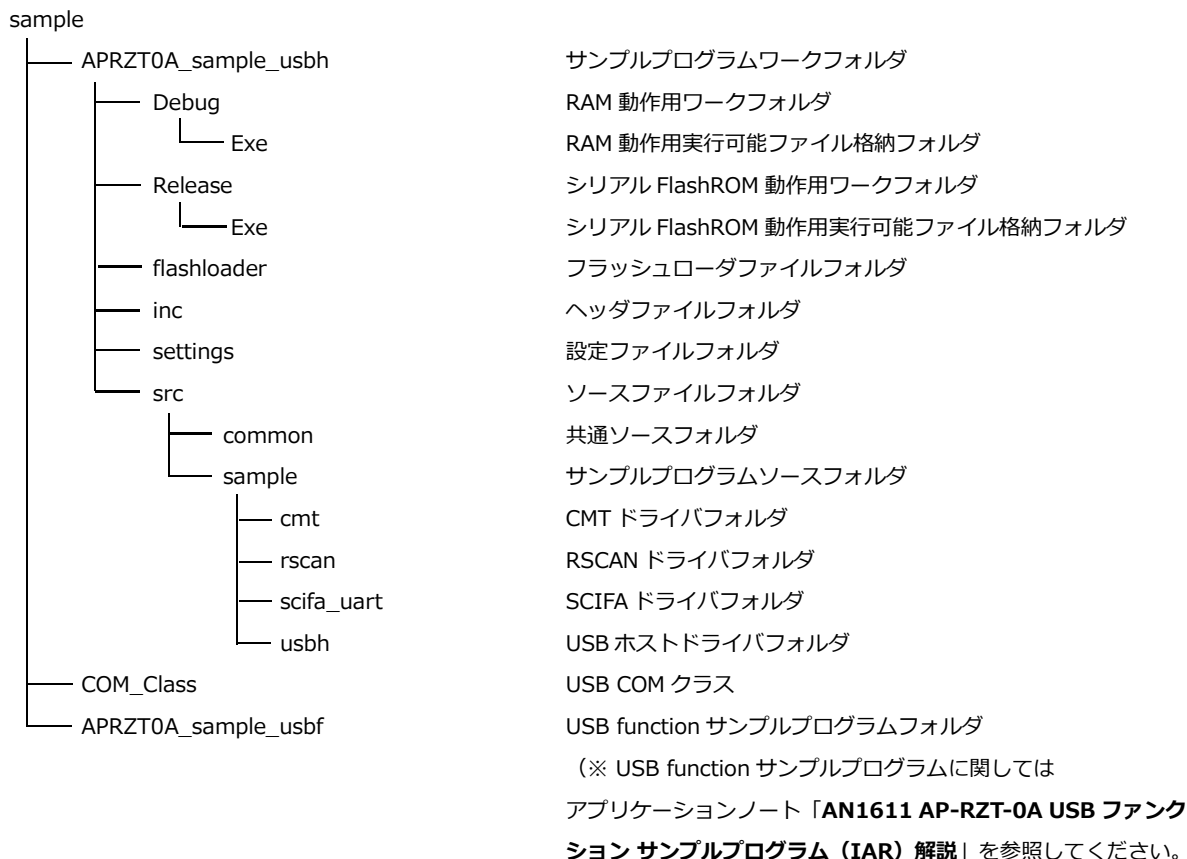 sample
APRZT0A_sample_usbh サンプルプログラムワークフォルダ
Debug RAM 動作用ワークフォルダ
Exe RAM 動作用実行可能ファイル格納フォルダ
Release シリアル FlashROM 動作用ワークフォルダ
Exe シリアル FlashROM 動作用実行可能ファイル格納フォルダ
flashloader フラッシュローダファイルフォルダ
inc ヘッダファイルフォルダ
settings 設定ファイルフォルダ
src ソースファイルフォルダ
common 共通ソースフォルダ
sample サンプルプログラムソースフォルダ
cmt CMT ドライバフォルダ
rscan RSCAN ドライバフォルダ
scifa_uart SCIFA ドライバフォルダ
usbh USB ホストドライバフォルダ
COM_Class USB COM クラス
APRZT0A_sample_usbf USB function サンプルプログラムフォルダ
（※ USB function サンプルプログラムに関しては
アプリケーションノート「AN1611 AP-RZT-0A USB ファンク
ション サンプルプログラム（IAR）解説」を参照してください。